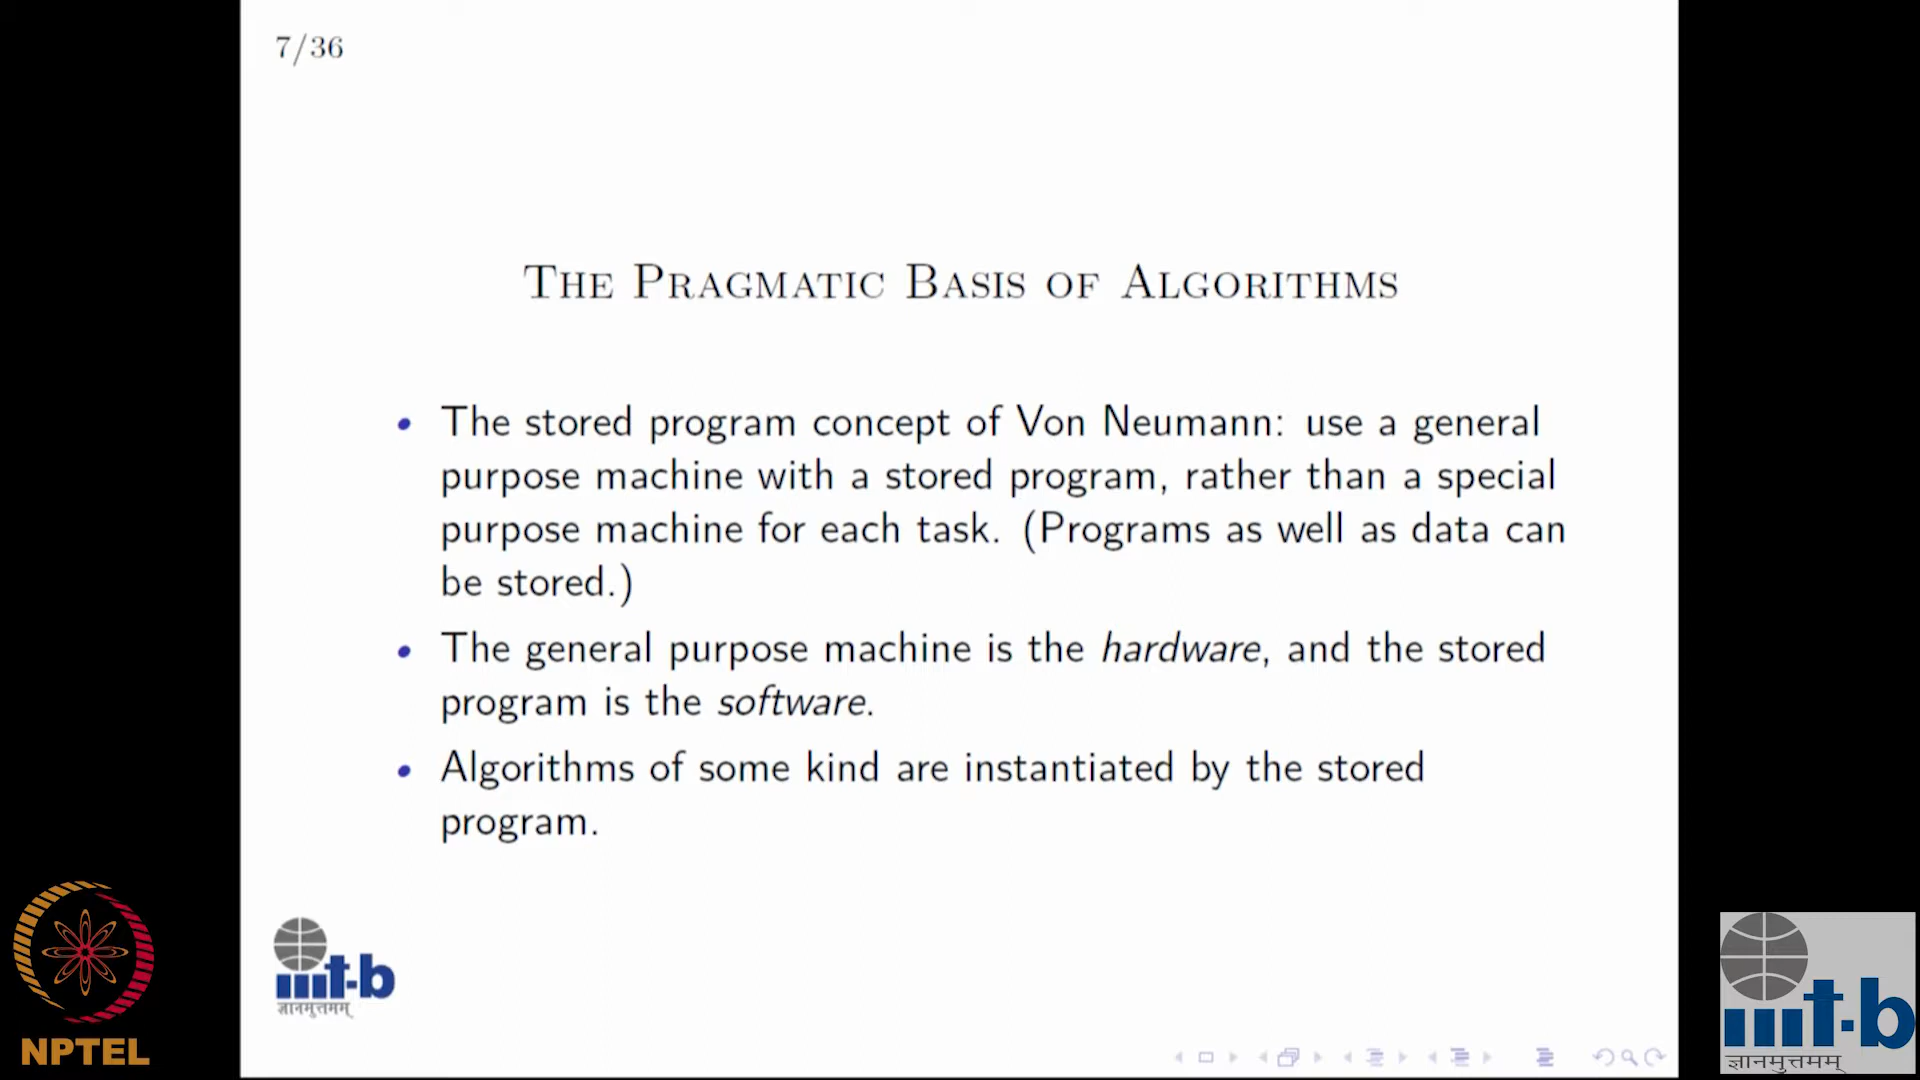 7/36
The Pragmatic Basis of Algorithms
• The stored program concept of Von Neumann: use a general
purpose machine with a stored program, rather than a special
purpose machine for each task. (Programs as well as data can
be stored.)
• The general purpose machine is the hardware, and the stored
program is the software.
• Algorithms of some kind are instantiated by the stored
program.
iiit-b
ज्ञानमुत्तमम्
NPTEL
iiit-b
ज्ञानमुत्तमम्